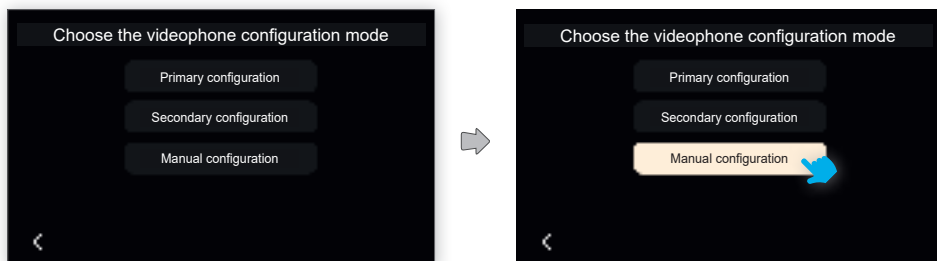 Choose the videophone configuration mode
Primary configuration
Secondary configuration
Manual configuration
Choose the videophone configuration mode
Primary configuration
Secondary configuration
Manual configuration